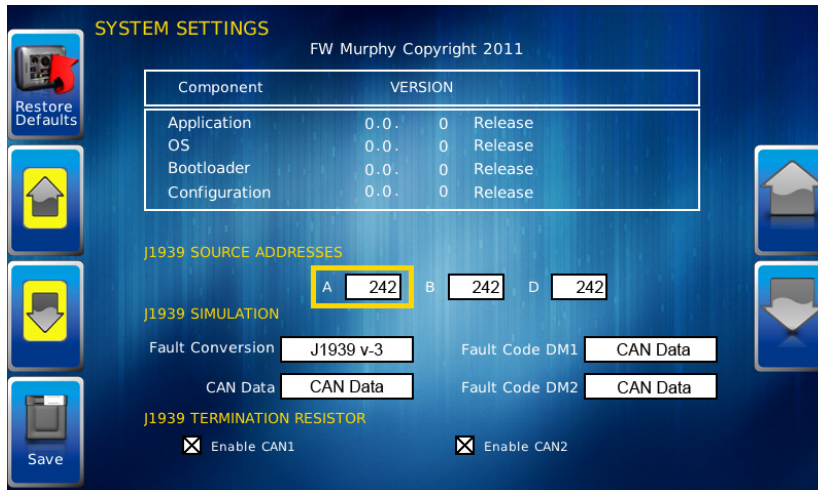 SYSTEM SETTINGS
FW Murphy Copyright 2011
Component VERSION
Restore
Defaults
Application 0.0. 0 Release
OS 0.0. 0 Release
Bootloader 0.0. 0 Release
Configuration 0.0. 0 Release
J1939 SOURCE ADDRESSES
A 242 B 242 D 242
J1939 SIMULATION
Fault Conversion J1939 v-3 Fault Code DM1 CAN Data
CAN Data CAN Data Fault Code DM2 CAN Data
J1939 TERMINATION RESISTOR
Enable CAN1 Enable CAN2
Save